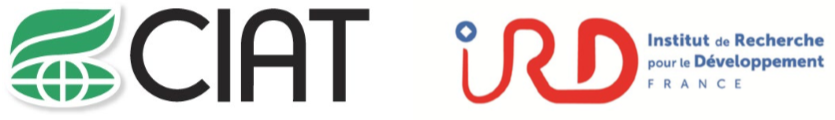 CIAT
iRD
Institut de Recherche
pour le Développement
FRANCE